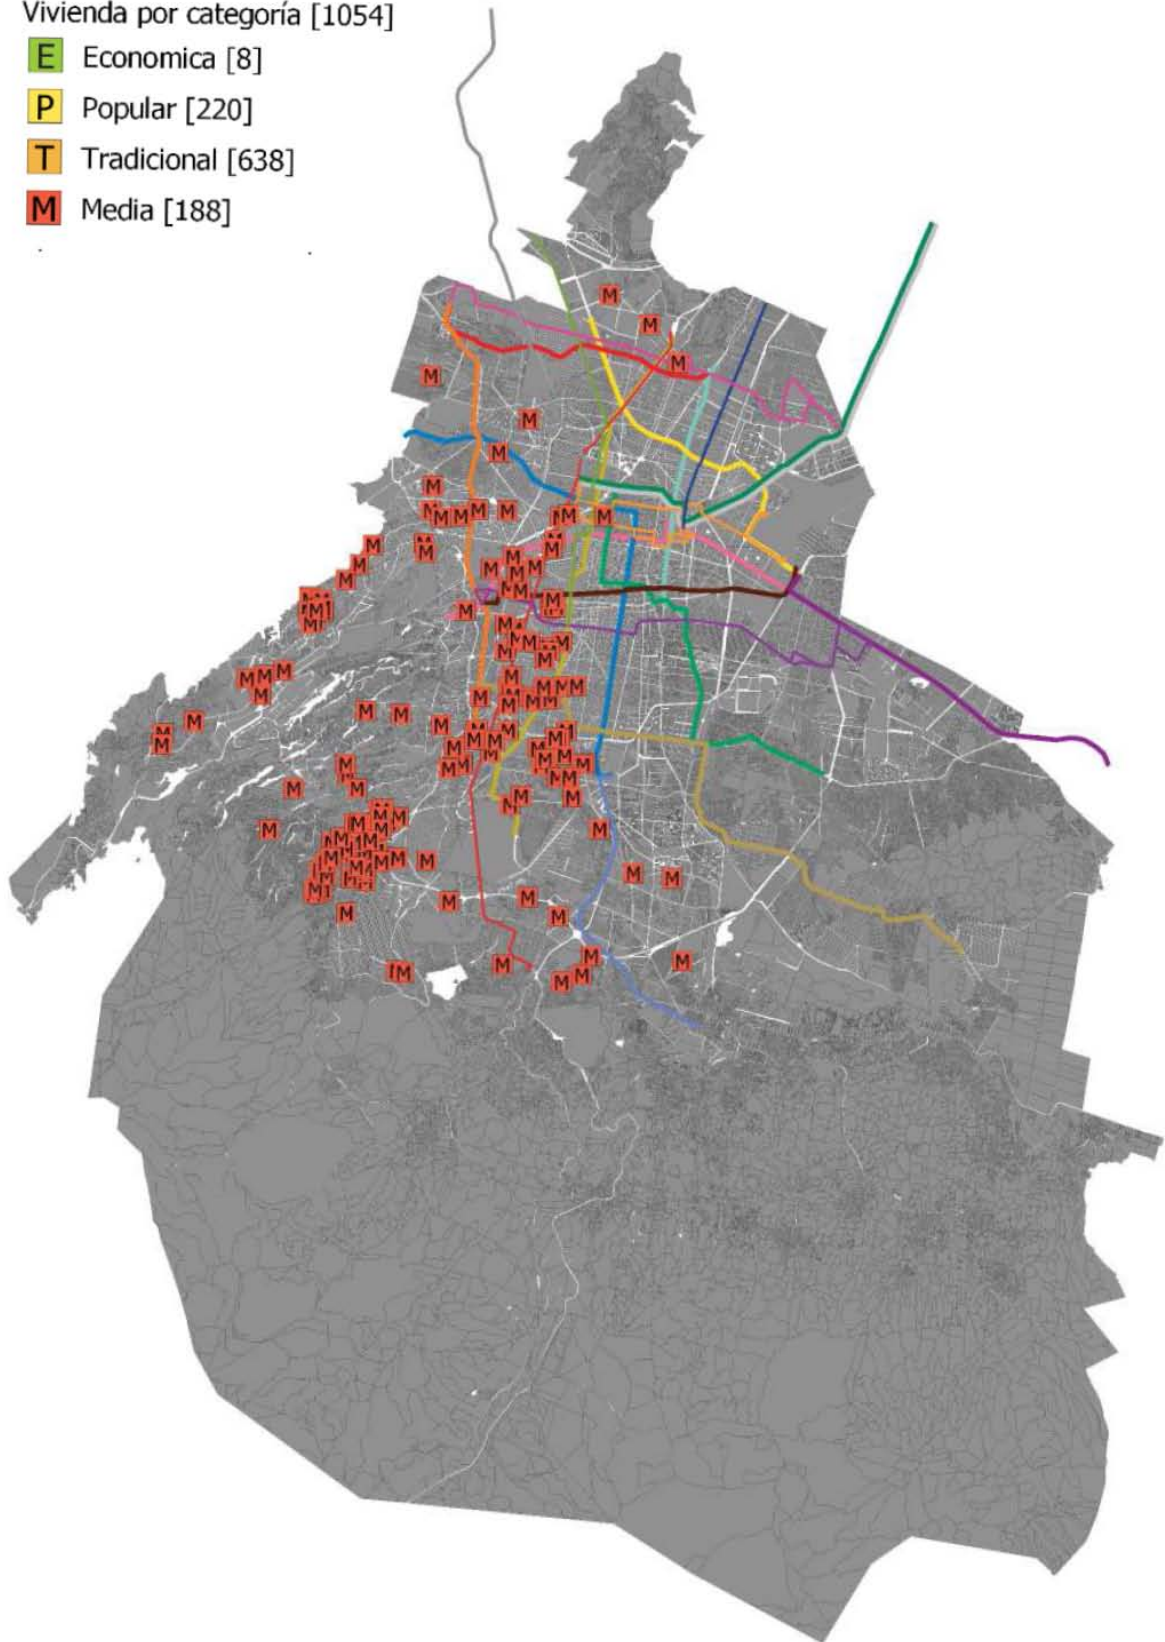 Vivienda por categoría [1054]
E Economica [8]
P Popular [220]
T Tradicional [638]
M Media [188]